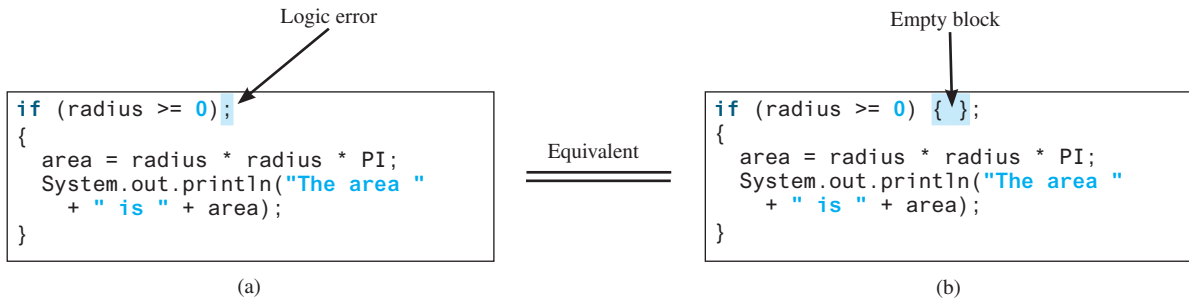 Logic error
Empty block
if (radius >= 0);
{
  area = radius * radius * PI;
  System.out.println("The area "
    + " is " + area);
}
Equivalent
if (radius >= 0) { };
{
  area = radius * radius * PI;
  System.out.println("The area "
    + " is " + area);
}
(a)
(b)